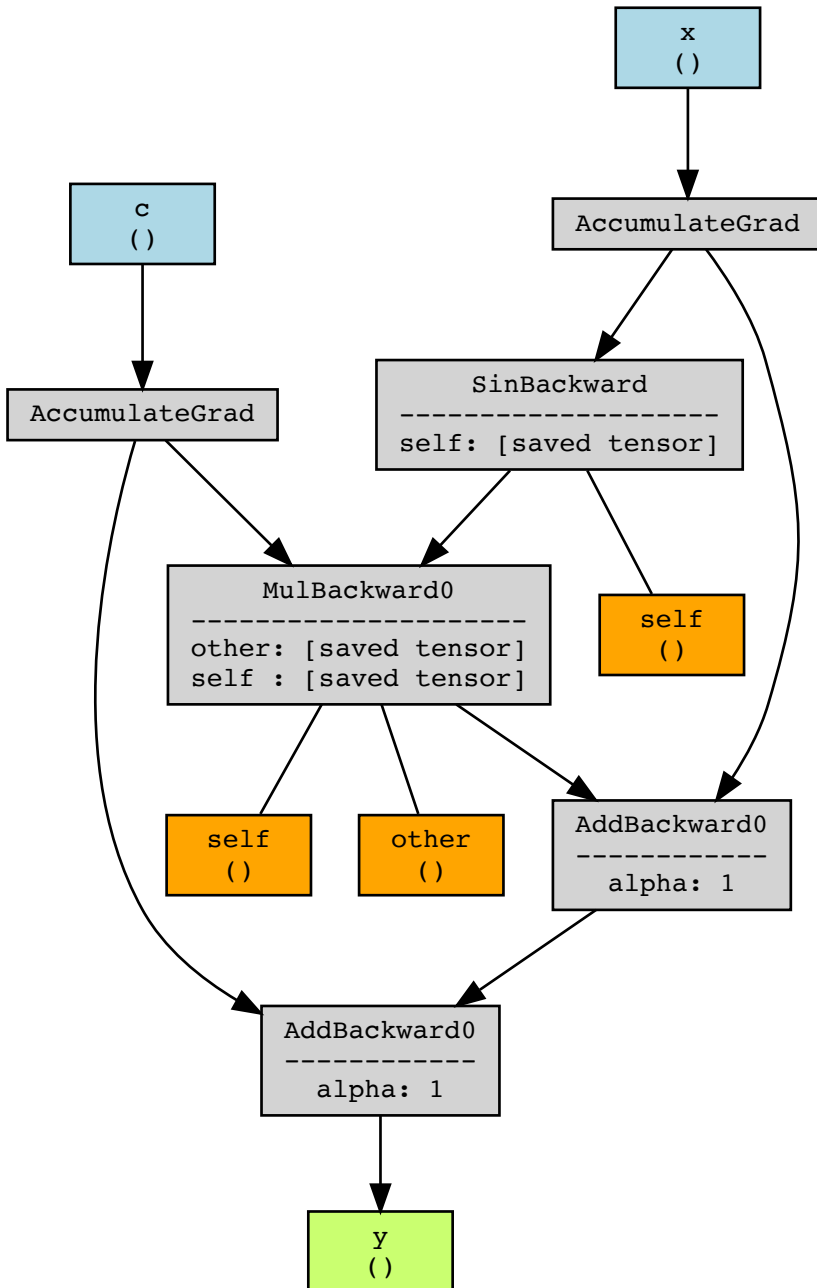 x
()
c
()
AccumulateGrad
SinBackward
--------------------
self: [saved tensor]
AccumulateGrad
MulBackward0
---------------------
other: [saved tensor]
self : [saved tensor]
self
()
self
()
other
()
AddBackward0
------------
alpha: 1
AddBackward0
------------
alpha: 1
y
()